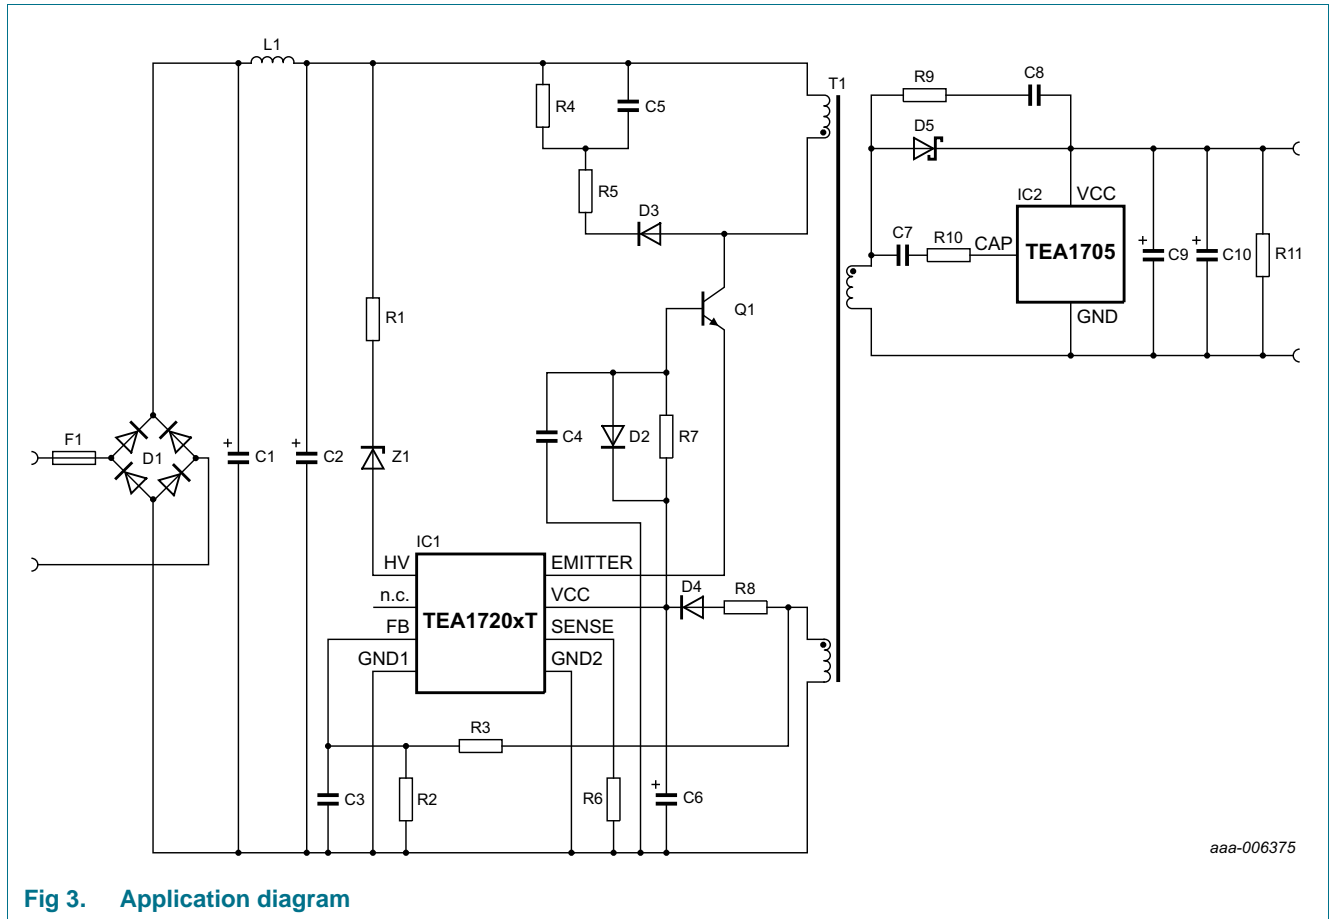 L1
T1
R4
C5
R9
C8
D5
R5
D3
IC2
VCC
C7
R10
CAP
TEA1705
C9
C10
R11
GND
R1
Q1
F1
D1
+
C1
+
C2
Z1
C4
D2
R7
+
+
IC1
HV
EMITTER
n.c.
VCC
D4
R8
TEA1720xT
FB
SENSE
GND1
GND2
R3
C3
R2
R6
+
C6
aaa-006375
Fig 3. Application diagram